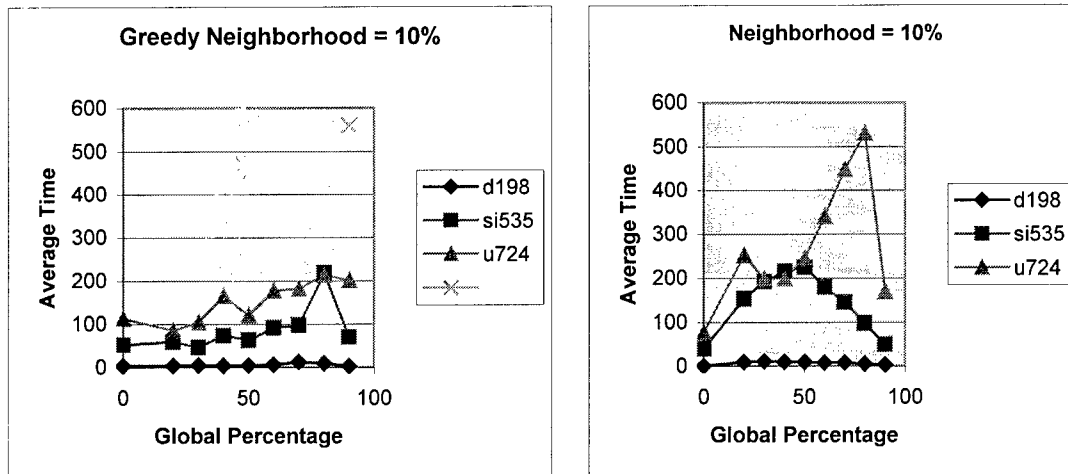 Greedy Neighborhood = 10%
600
500
400
300
200
100
0
0 50 100
Average Time
Global Percentage
d198
si535
u724
Neighborhood = 10%
600
500
400
300
200
100
0
0 50 100
Average Time
Global Percentage
d198
si535
u724